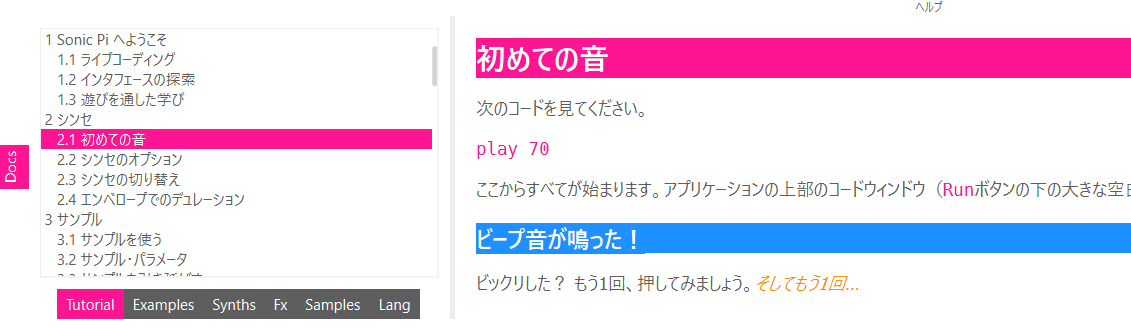 ヘルプ
1 Sonic Pi へようこそ
1.1 ライブコーディング
1.2 インタフェースの探索
1.3 遊びを通した学び
2 シンセ
2.1 初めての音
2.2 シンセのオプション
2.3 シンセの切り替え
2.4 エンベロープでのデュレーション
3 サンプル
3.1 サンプルを使う
3.2 サンプル・パラメータ
Docs
Tutorial Examples Synths Fx Samples Lang
初めての音
次のコードを見てください。
play 70
ここからすべてが始まります。アプリケーションの上部のコードウィンドウ（Runボタンの下の大きな空
ビープ音が鳴った！
ビックリした？ もう1回、押してみましょう。そしてもう1回...